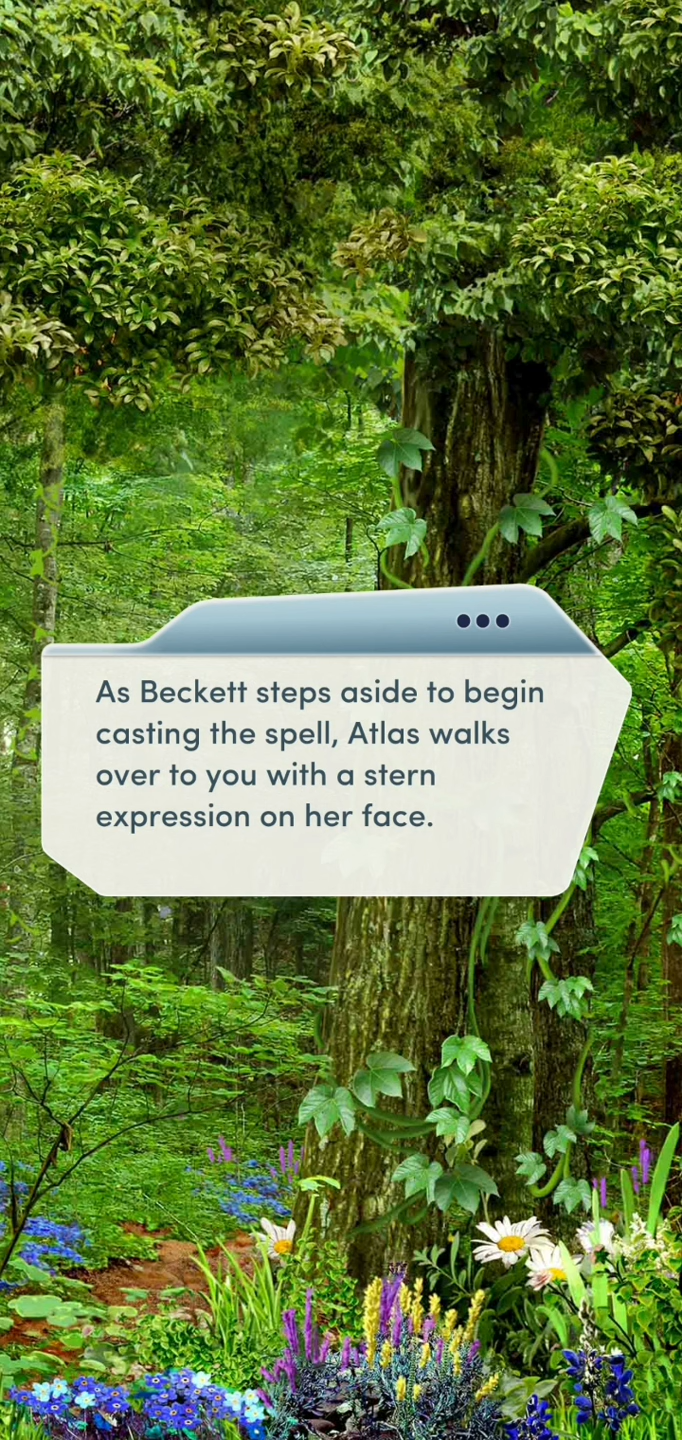 As Beckett steps aside to begin
casting the spell, Atlas walks
over to you with a stern
expression on her face.